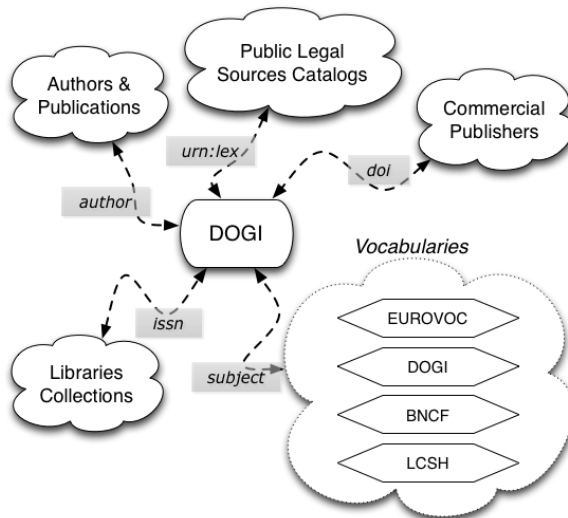 Public Legal
Sources Catalogs
Authors &
Publications
Commercial
Publishers
urn:lex
doi
author
DOGI
Vocabularies
EUROVOC
issn
DOGI
Libraries
Collections
subject
BNCF
LCSH